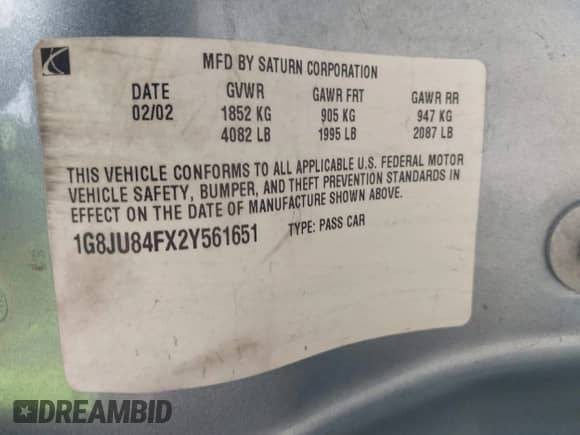 MFD BY SATURN CORPORATION
DATE GVWR GAWR FRT GAWR RR
02/02 1852 KG 905 KG 947 KG
4082 LB 1995 LB 2087 LB
THIS VEHICLE CONFORMS TO ALL APPLICABLE U.S. FEDERAL MOTOR
VEHICLE SAFETY, BUMPER, AND THEFT PREVENTION STANDARDS IN
EFFECT ON THE DATE OF MANUFACTURE SHOWN ABOVE.
1G8JU84FX2Y561651 TYPE: PASS CAR
DREAMBID